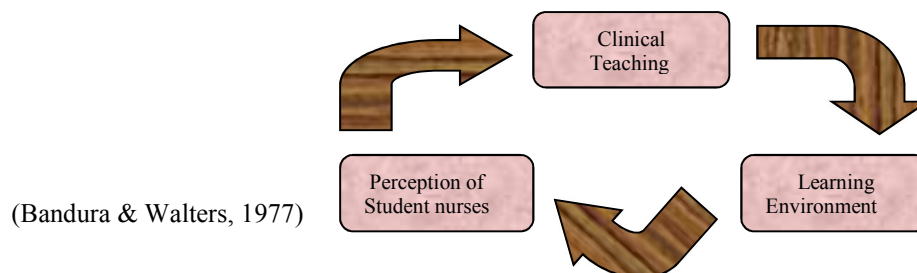 Clinical
Teaching
Perception of
Student nurses
Learning
Environment
(Bandura & Walters, 1977)